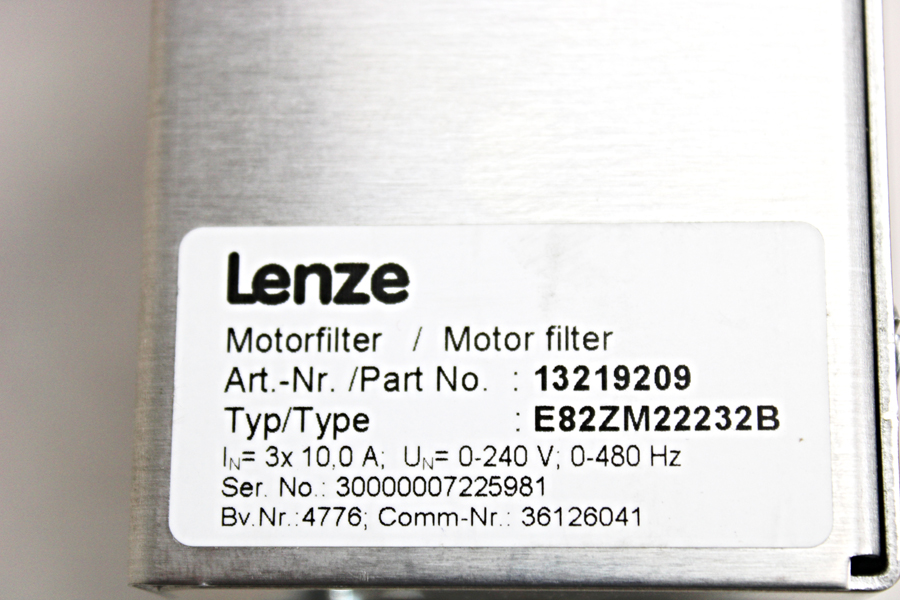 Lenze
Motorfilter / Motor filter
Art.-Nr. /Part No. : 13219209
Typ/Type : E82ZM22232B
IN= 3x 10,0 A; UN= 0-240 V; 0-480 Hz
Ser. No.: 30000007225981
Bv.Nr.:4776; Comm-Nr.: 36126041